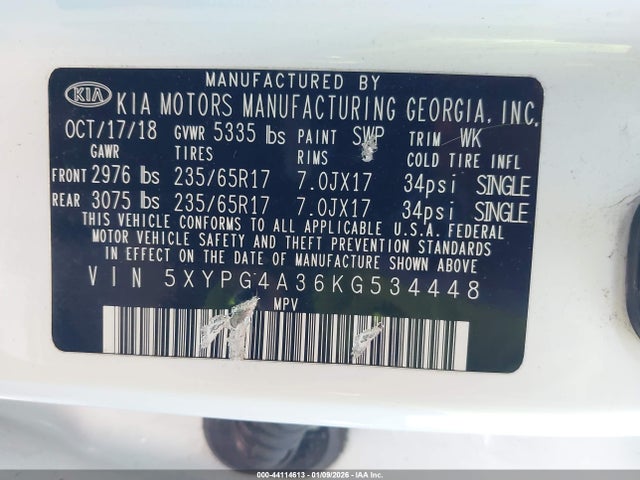 MANUFACTURED BY
KIA KIA MOTORS MANUFACTURING GEORGIA, INC.
OCT/17/18 GVWR 5335 lbs PAINT SWP TRIM WK
GAWR TIRES RIMS COLD TIRE INFL
FRONT 2976 lbs 235/65R17 7.0JX17 34psi SINGLE
REAR 3075 lbs 235/65R17 7.0JX17 34psi SINGLE
THIS VEHICLE CONFORMS TO ALL APPLICABLE U.S.A. FEDERAL
MOTOR VEHICLE SAFETY AND THEFT PREVENTION STANDARDS
IN EFFECT ON THE DATE OF MANUFACTURE SHOWN ABOVE
VIN 5XYPG4A36KG534448
MPV
000-44114613 - 01/09/2026 - IAA Inc.